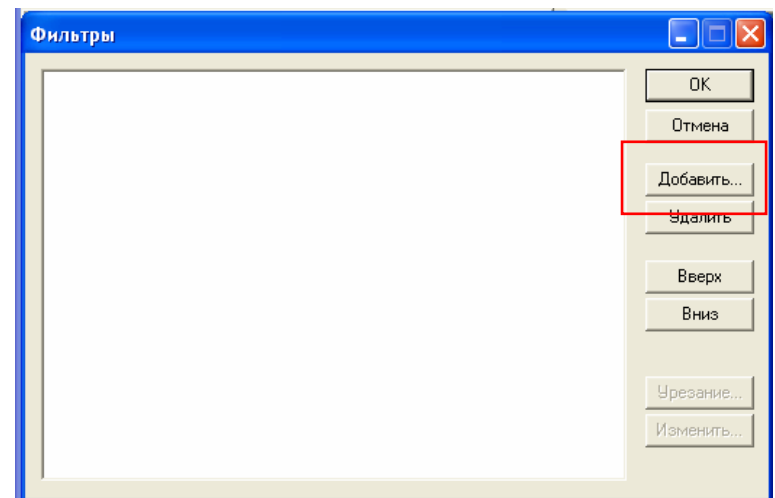 Фильтры
OK
Отмена
Добавить...
Удалить
Вверх
Вниз
Урезание...
Изменить...